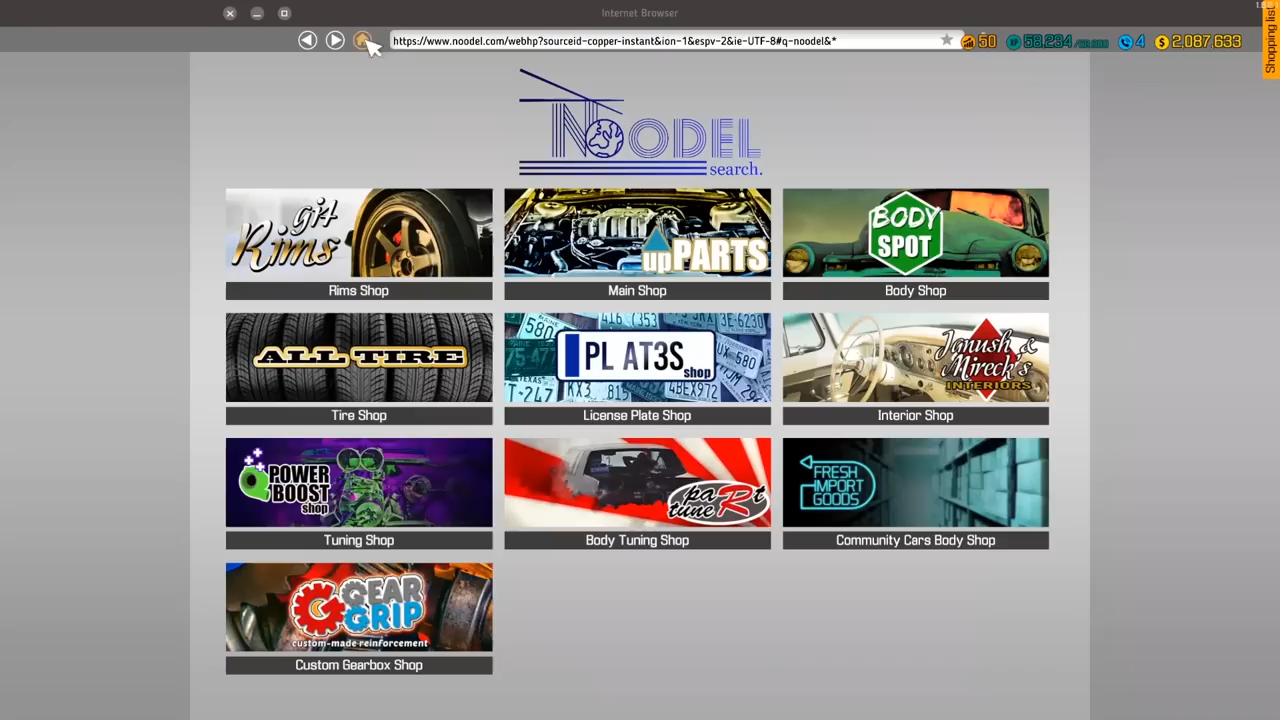 Internet Browser
https://www.noodel.com/webhp?sourceid-copper-instant&ion-1&espv-2&ie-UTF-8#q-noodel&*
50
4
2,087,633
Shopping list
NOODEL
search.
gj4 Rims
upPARTS
BODY SPOT
Rims Shop
Main Shop
Body Shop
ALL TIRE
PL AT3S
shop
Janush & Mireck's
INTERIORS
Tire Shop
License Plate Shop
Interior Shop
POWER BOOST
shop
paRt tune
FRESH
IMPORT
GOODS
Tuning Shop
Body Tuning Shop
Community Cars Body Shop
GEAR
GRIP
custom-made reinforcement
Custom Gearbox Shop